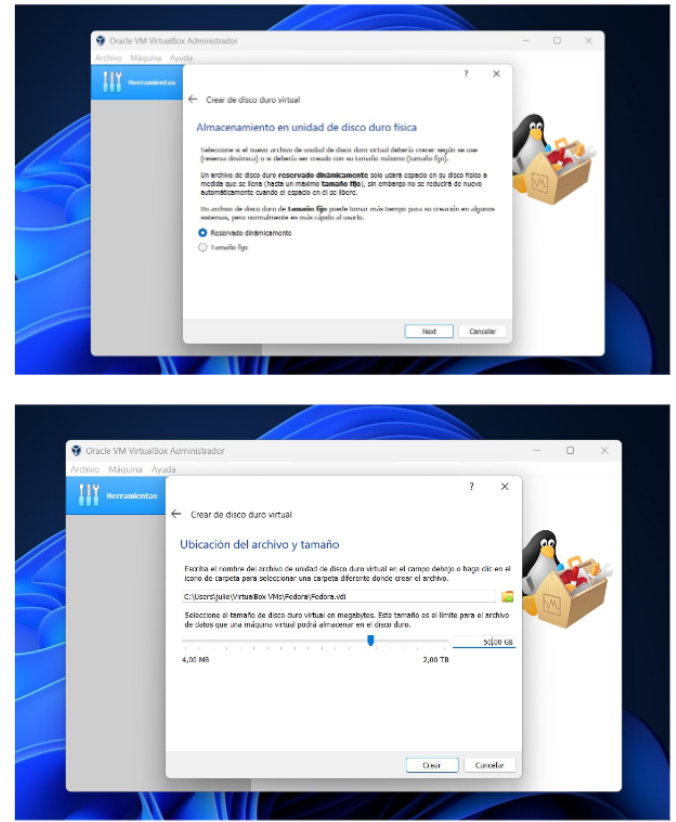 Oracle VM VirtualBox Administrador
Archivo Máquina Ayuda
Herramientas
?
Crear de disco duro virtual
Almacenamiento en unidad de disco duro física
Seleccione si el nuevo archivo de unidad de disco duro virtual debería crecer según se use
(reserva dinámica) o si debería ser creado con su tamaño máximo (tamaño fijo).
Un archivo de disco duro reservado dinámicamente solo usará espacio en su disco físico a
medida que se llena (hasta un máximo tamaño fijo), sin embargo no se reducirá de nuevo
automáticamente cuando el espacio en él se libere.
Un archivo de disco duro de tamaño fijo puede tomar más tiempo para su creación en algunos
sistemas, pero normalmente es más rápido al usarlo.
Reservado dinámicamente
Tamaño fijo
Next Cancelar
Oracle VM VirtualBox Administrador
Archivo Máquina Ayuda
Herramientas
?
Crear de disco duro virtual
Ubicación del archivo y tamaño
Escriba el nombre del archivo de unidad de disco duro virtual en el campo debajo o haga clic en el
icono de carpeta para seleccionar una carpeta diferente donde crear el archivo.
C:\Users\julie\VirtualBox VMs\Fedora\Fedora.vdi
Seleccione el tamaño de disco duro virtual en megabytes. Este tamaño es el límite para el archivo
de datos que una máquina virtual podrá almacenar en el disco duro.
50,00 GB
4,00 MB 2,00 TB
Crear Cancelar